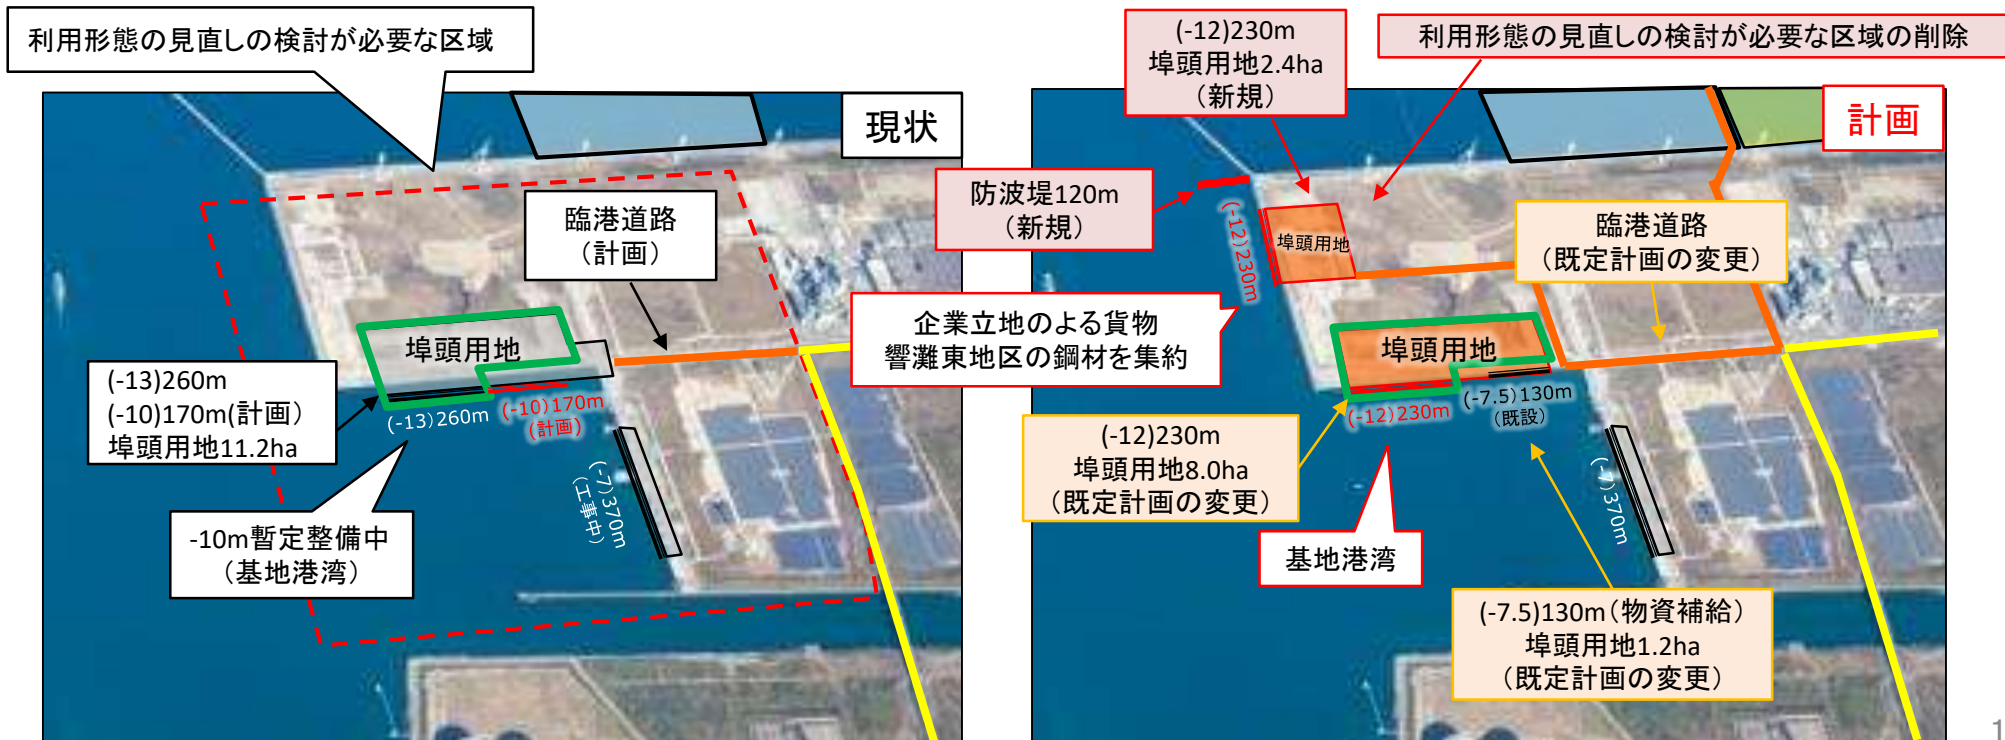 利用形態の見直しの検討が必要な区域
現状
臨港道路
（計画）
埠頭用地
(-13)260m
(-10)170m(計画)
埠頭用地11.2ha
(-13)260m
(-10)170m
(計画)
(-7)370m
(工事中)
-10m暫定整備中
（基地港湾）
(-12)230m
埠頭用地2.4ha
（新規）
利用形態の見直しの検討が必要な区域の削除
計画
防波堤120m
（新規）
(-12)230m
埠頭用地
臨港道路
（既定計画の変更）
企業立地のよる貨物
響灘東地区の鋼材を集約
埠頭用地
(-12)230m
(-7.5)130m
(既設)
(-12)230m
埠頭用地8.0ha
（既定計画の変更）
(-7)370m
基地港湾
(-7.5)130m（物資補給）
埠頭用地1.2ha
（既定計画の変更）
1